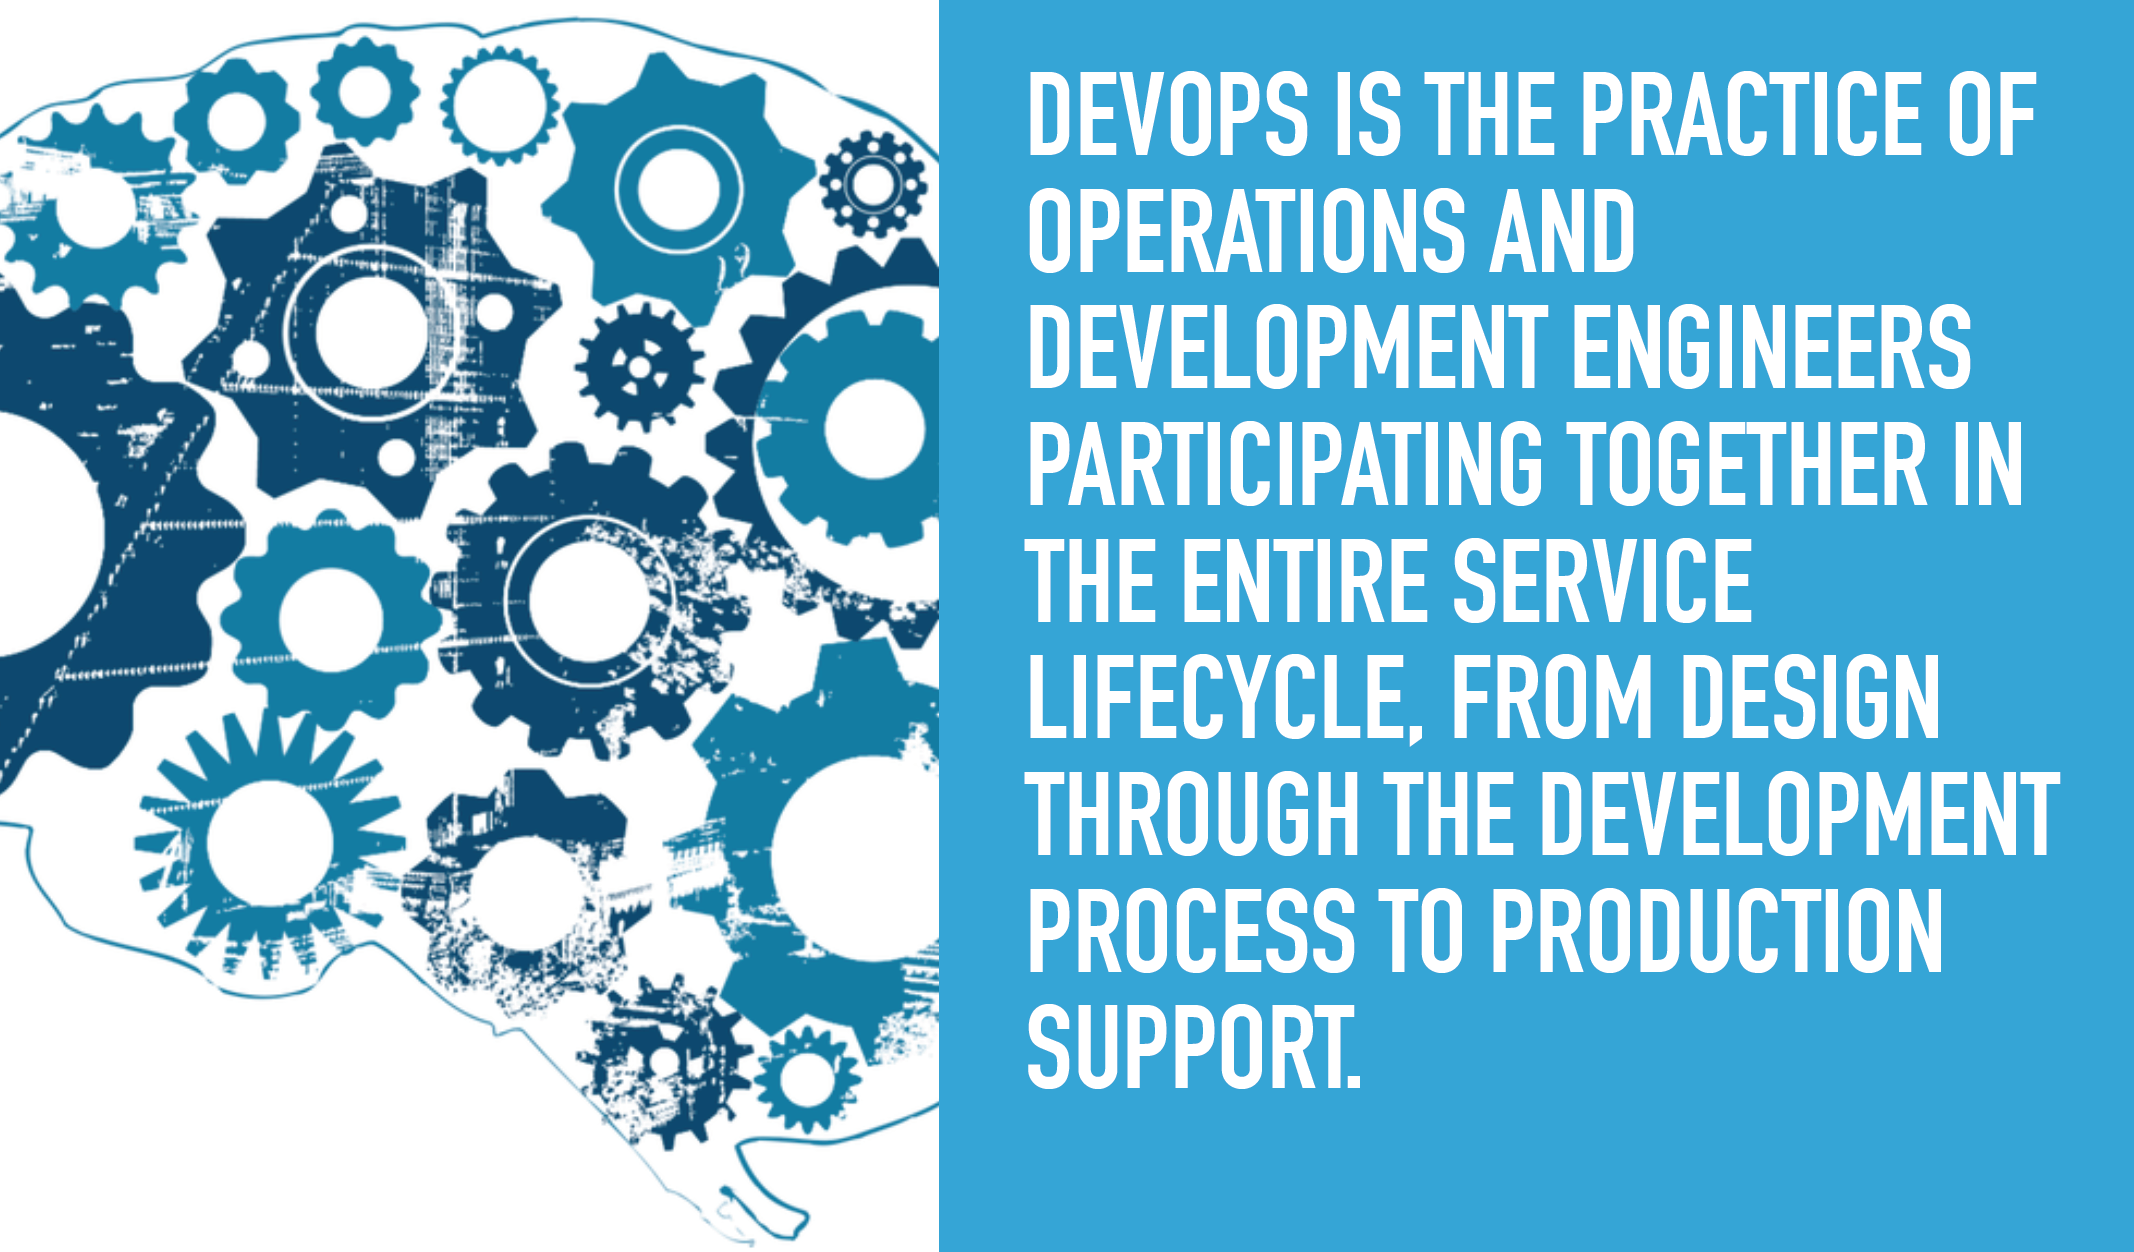 DEVOPS IS THE PRACTICE OF
OPERATIONS AND
DEVELOPMENT ENGINEERS
PARTICIPATING TOGETHER IN
THE ENTIRE SERVICE
LIFECYCLE, FROM DESIGN
THROUGH THE DEVELOPMENT
PROCESS TO PRODUCTION
SUPPORT.